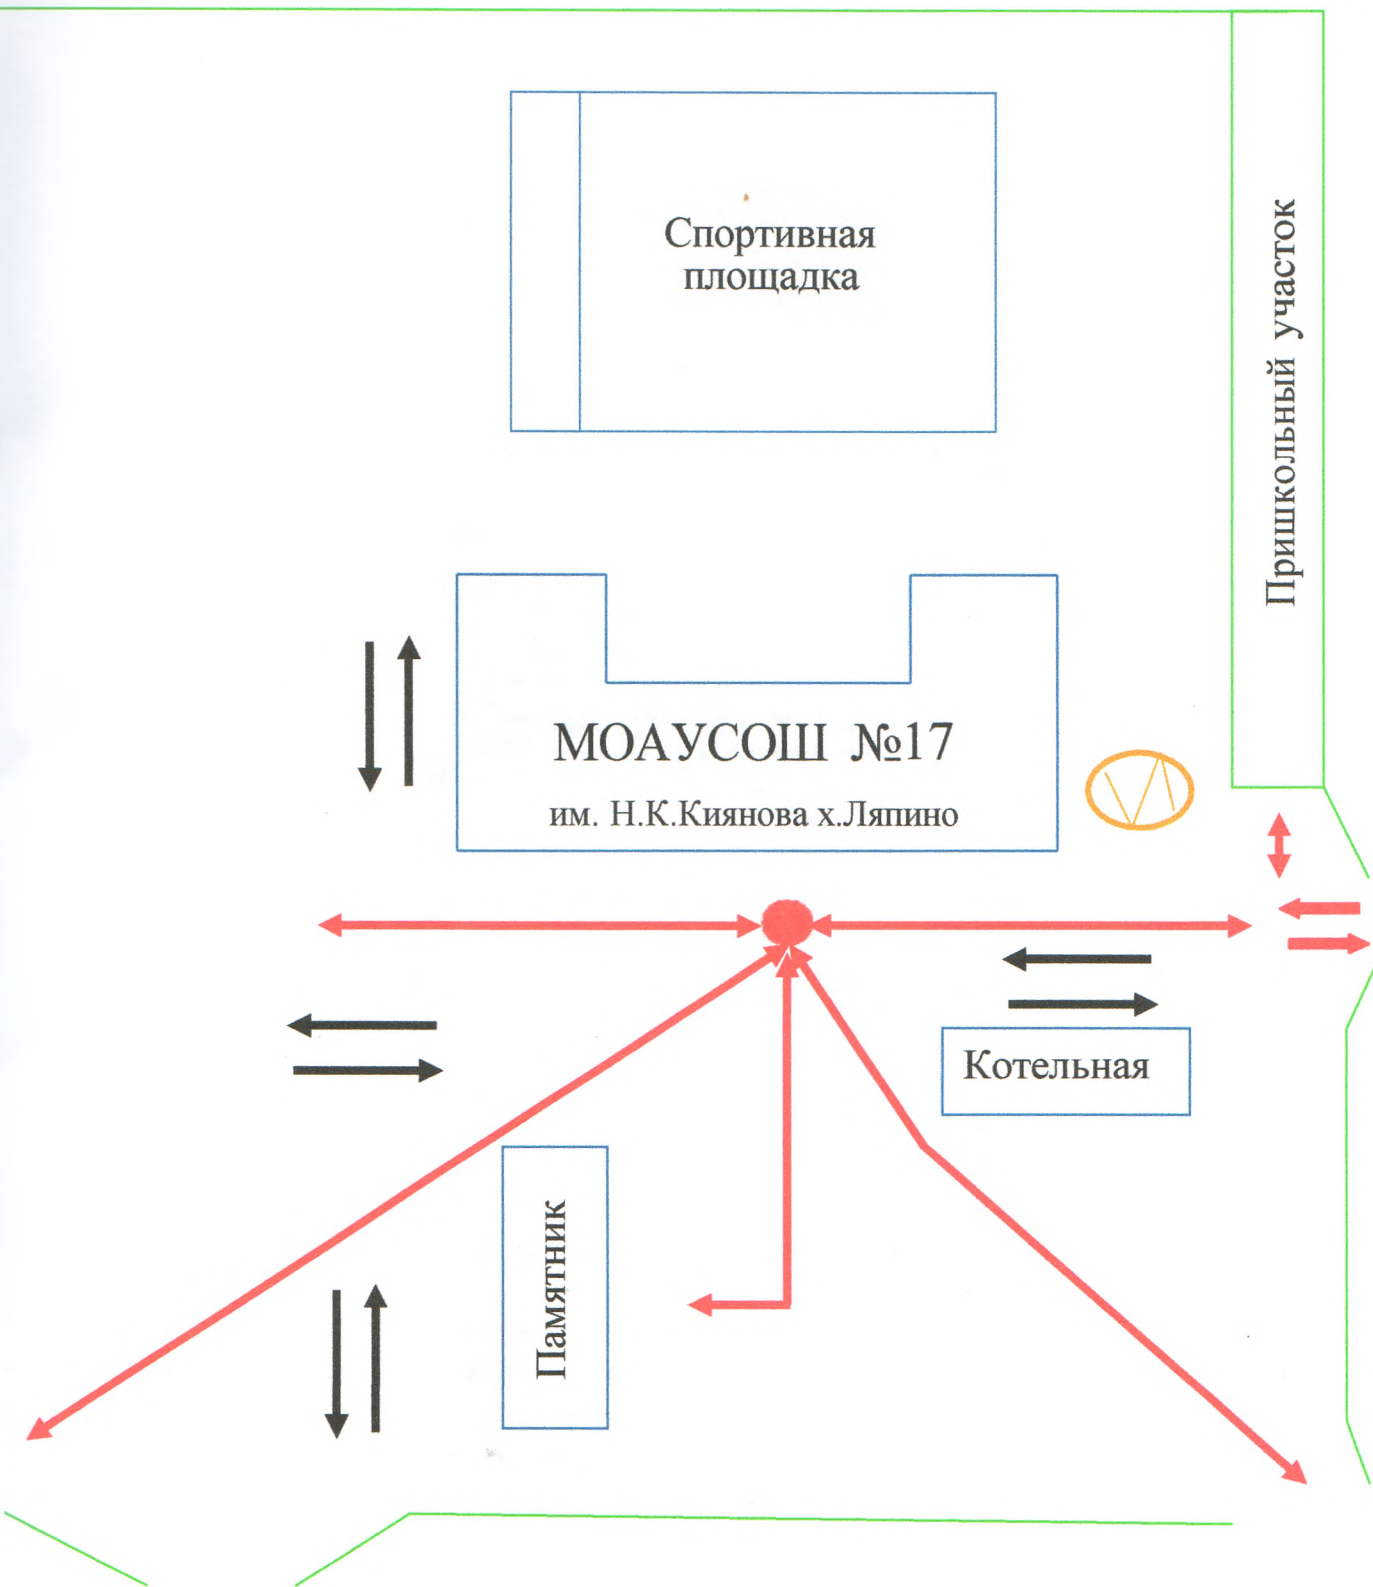 Спортивная
площадка
Пришкольный участок
МОАУСОШ №17
им. Н.К.Киянова х.Ляпино
Котельная
Памятник